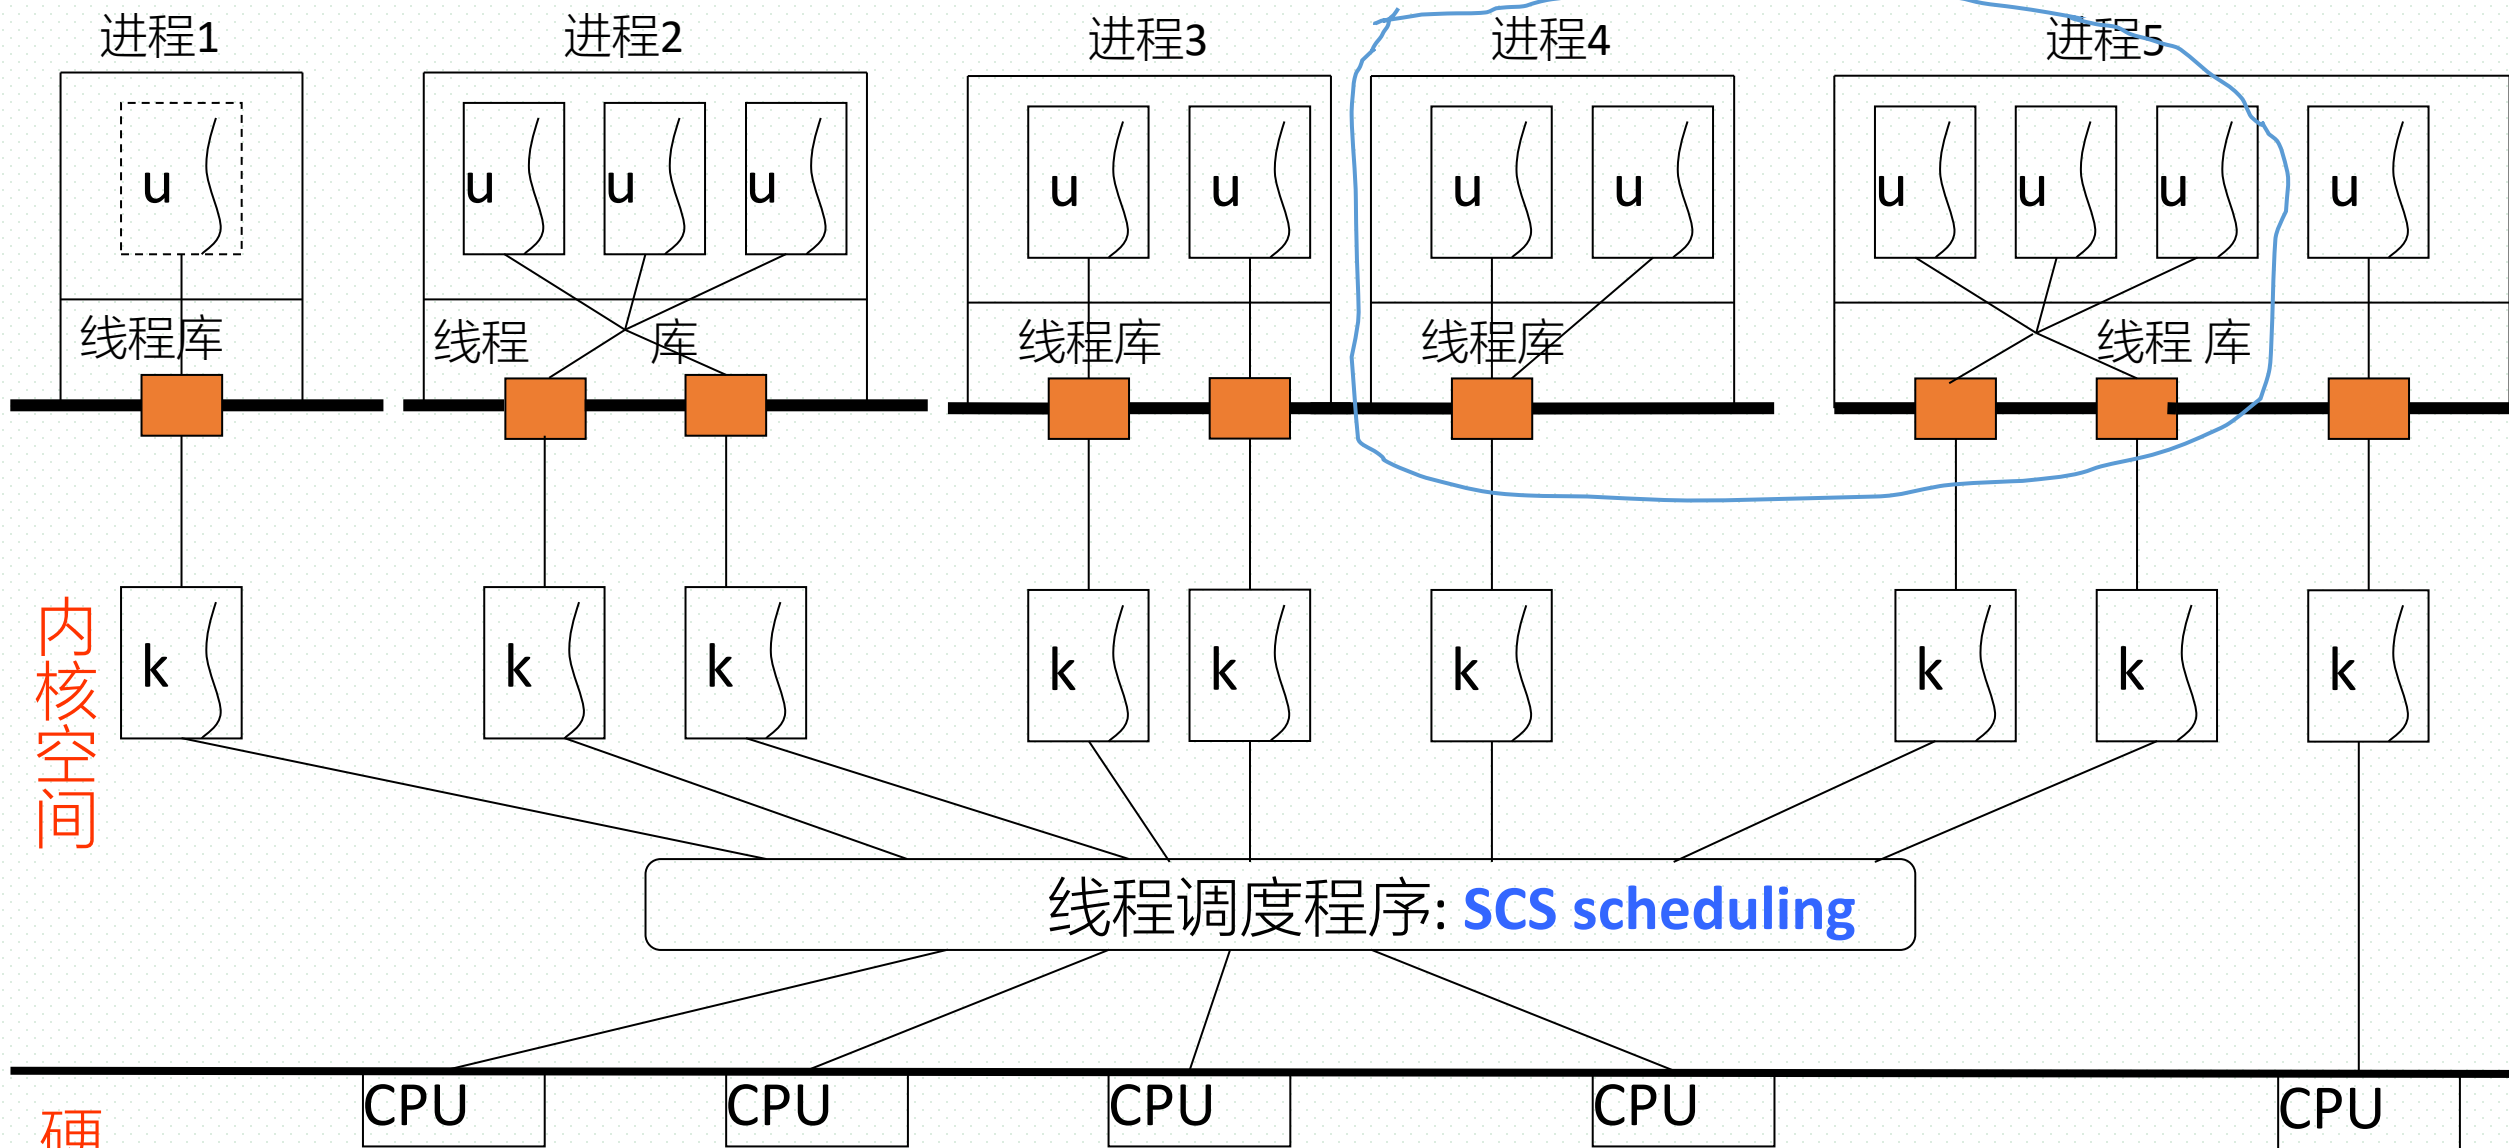 进程1 进程2 进程3 进程4 进程5
u u u u u u u u u u u u
线程库 线程 库 线程库 线程库 线程 库
内核空间
k k k k k k k k k
线程调度程序: SCS scheduling
CPU CPU CPU CPU CPU
硬